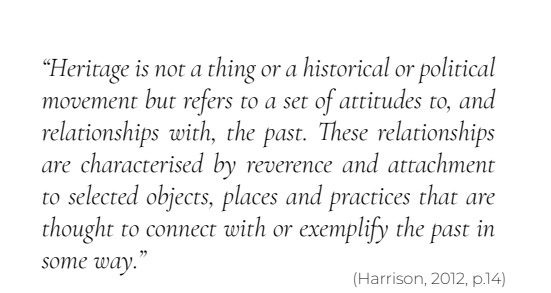 “Heritage is not a thing or a historical or political
movement but refers to a set of attitudes to, and
relationships with, the past. These relationships
are characterised by reverence and attachment
to selected objects, places and practices that are
thought to connect with or exemplify the past in
some way.”
(Harrison, 2012, p.14)